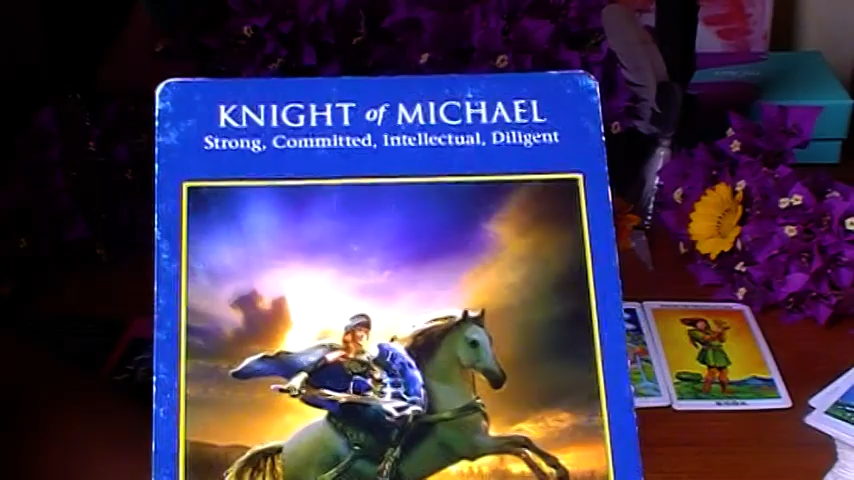 KNIGHT of MICHAEL
Strong, Committed, Intellectual, Diligent